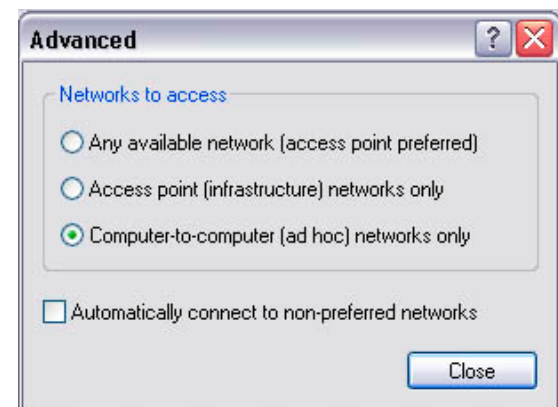 Advanced
Networks to access
Any available network (access point preferred)
Access point (infrastructure) networks only
Computer-to-computer (ad hoc) networks only
Automatically connect to non-preferred networks
Close